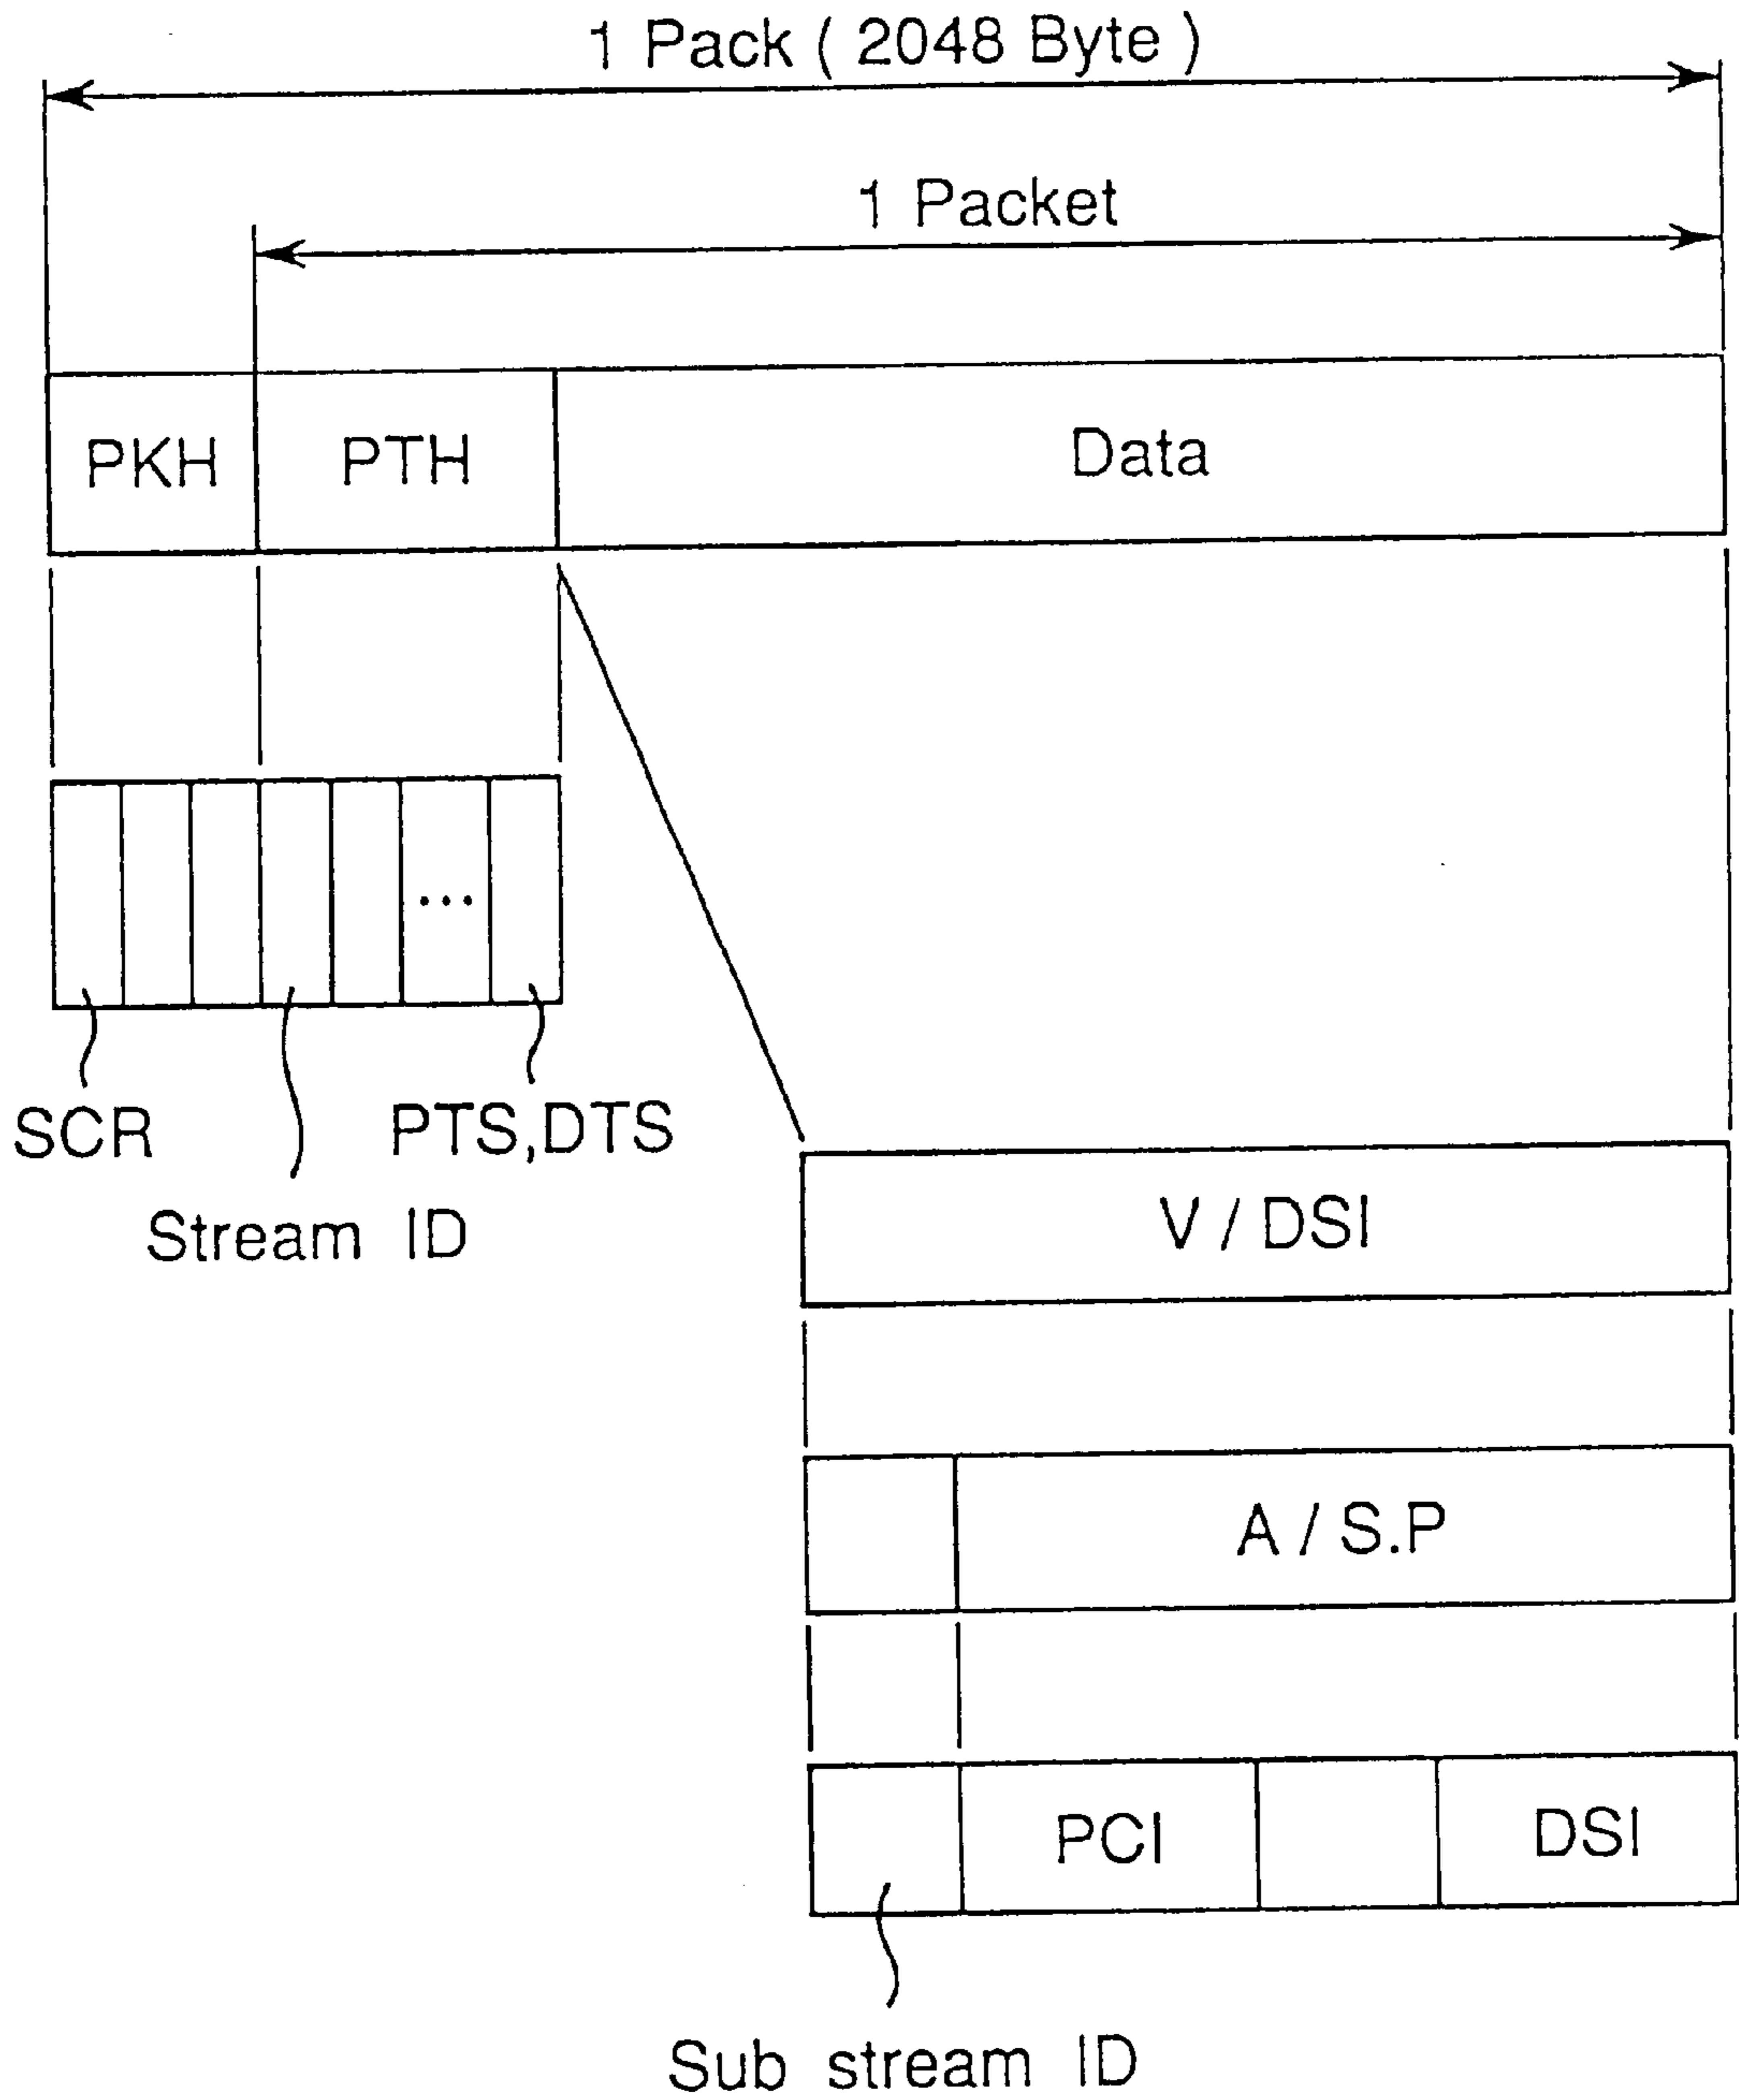 1 Pack ( 2048 Byte )
1 Packet
PKH PTH Data
...
SCR
PTS,DTS
Stream ID
V / DSI
A / S.P
PCI DSI
Sub stream ID